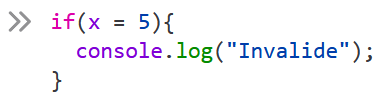 >> if(x = 5){
console.log("Invalide");
}